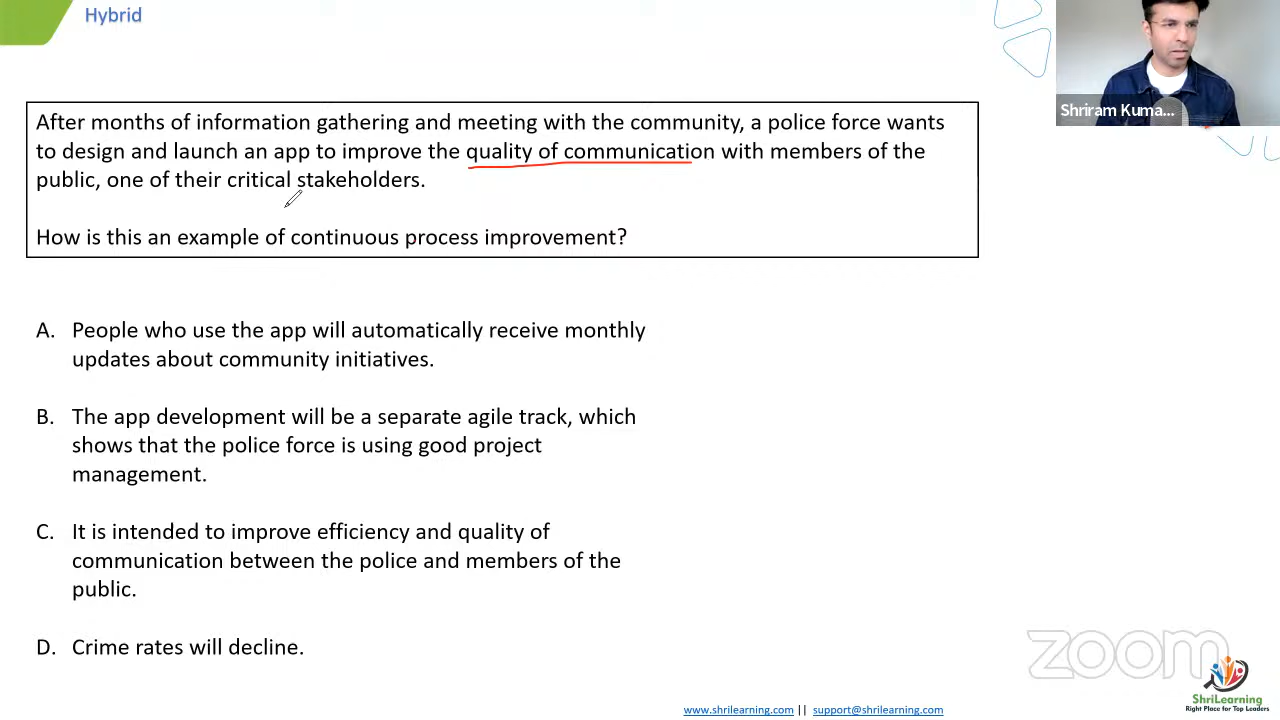 Hybrid
Shriram Kuma...
After months of information gathering and meeting with the community, a police force wants
to design and launch an app to improve the quality of communication with members of the
public, one of their critical stakeholders.
How is this an example of continuous process improvement?
A. People who use the app will automatically receive monthly
updates about community initiatives.
B. The app development will be a separate agile track, which
shows that the police force is using good project
management.
C. It is intended to improve efficiency and quality of
communication between the police and members of the
public.
D. Crime rates will decline.
zoom
ShriLearning
Right Place for Top Leaders
www.shrilearning.com || support@shrilearning.com